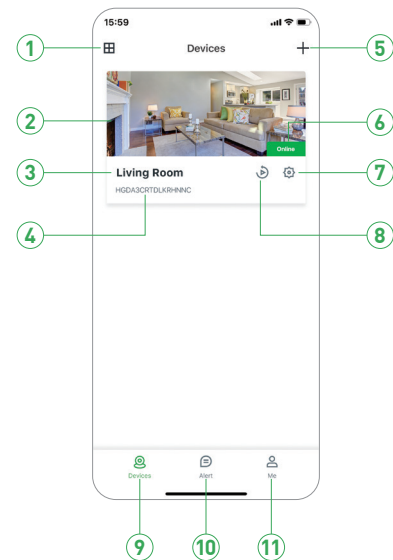 15:59
1
Devices
5
2
6
Online
3
Living Room
7
HGDA3CRTDLKRHNNC
4
8
Devices
Alert
Me
9
10
11